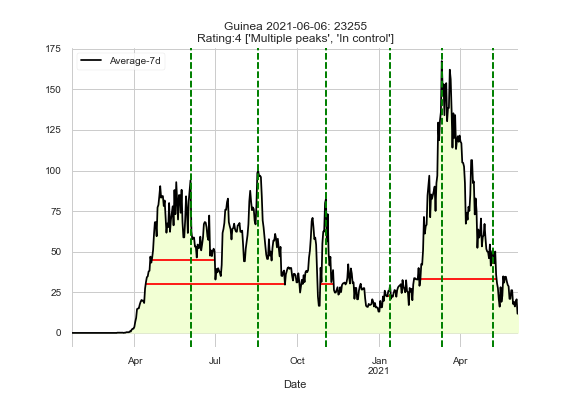 Guinea 2021-06-06: 23255
Rating:4 ['Multiple peaks', 'In control']
175
Average-7d
150
125
100
75
50
25
0
Apr Jul Oct Jan Apr
2021
Date